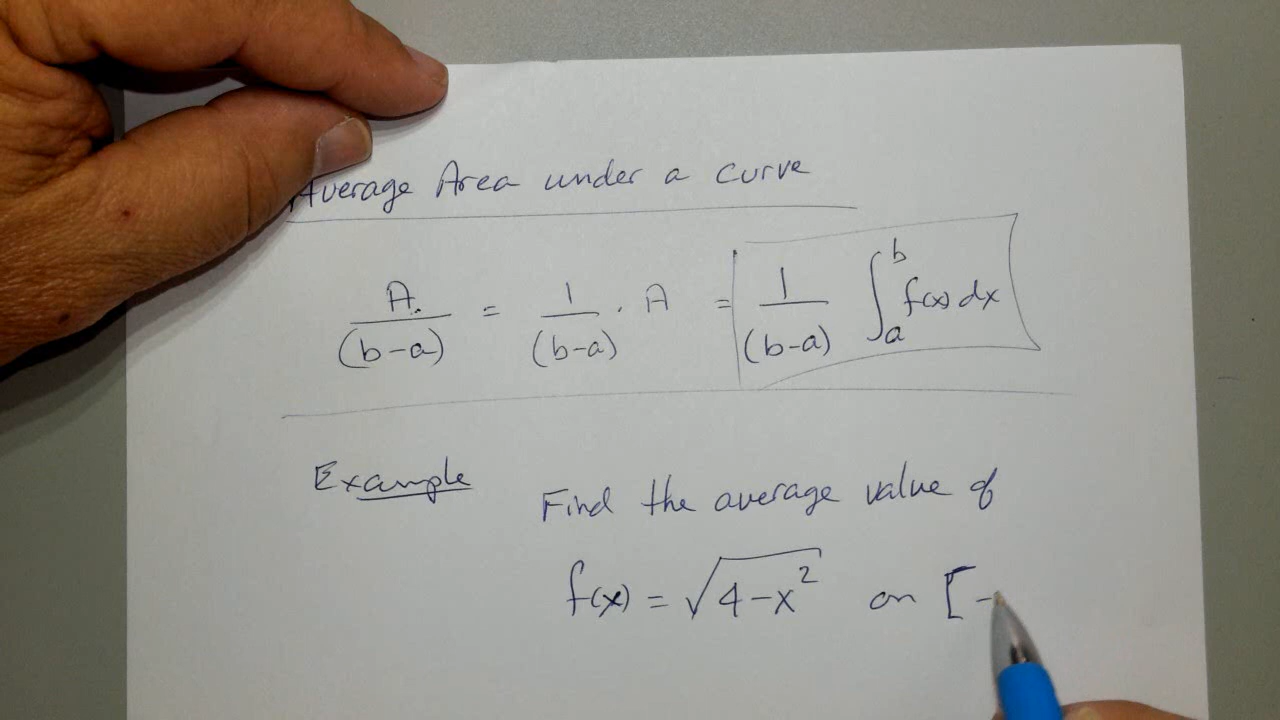 Average Area under a curve
A. / (b-a) = 1 / (b-a) · A = 1 / (b-a) ∫_a^b f(x) dx
Example
Find the average value of
f(x) = √(4-x²) on [-